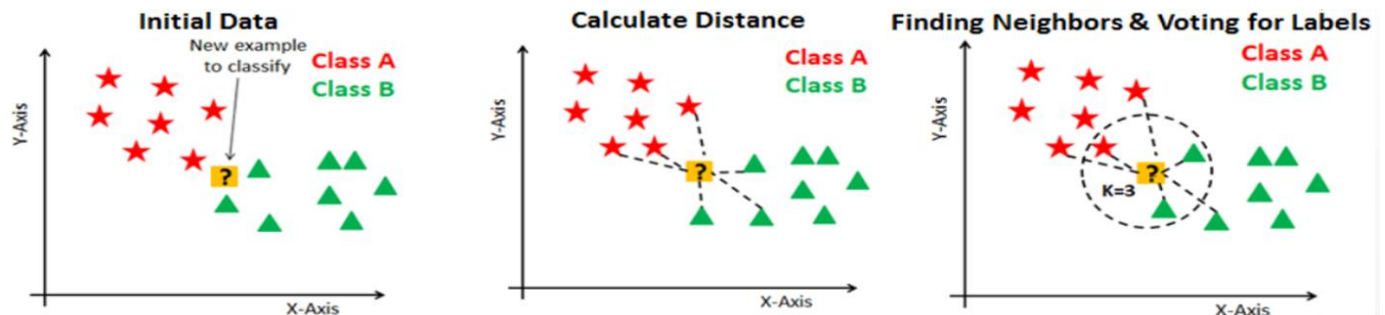 Initial Data
New example
to classify
Class A
Class B
?
Y-Axis
X-Axis
Calculate Distance
Class A
Class B
?
Y-Axis
X-Axis
Finding Neighbors & Voting for Labels
Class A
Class B
?
K=3
Y-Axis
X-Axis